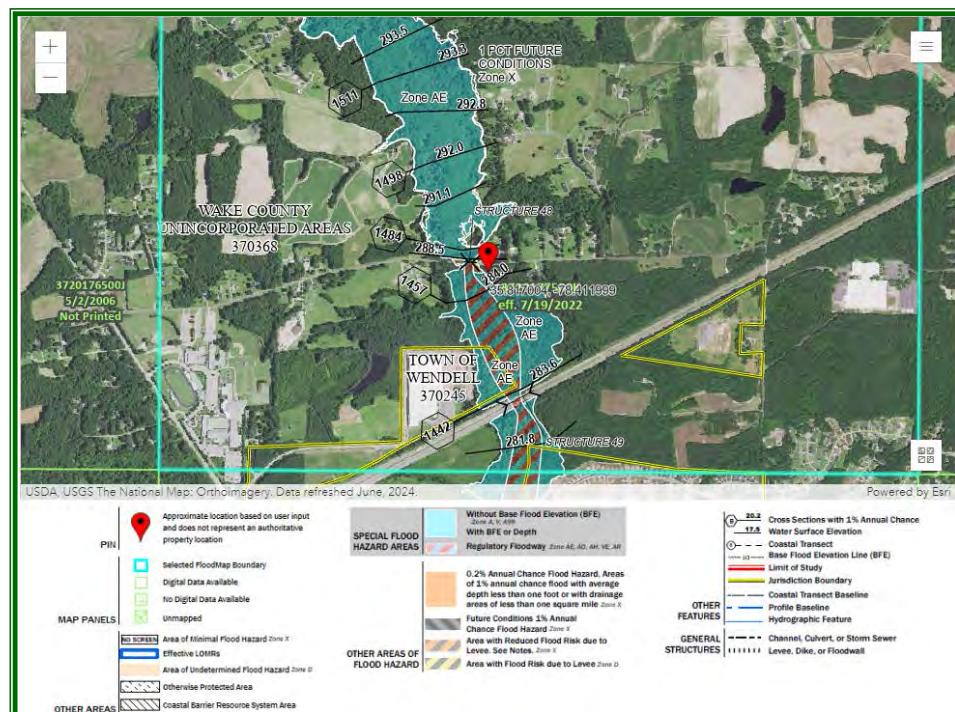 293.5
293.3
1 PCT FUTURE
CONDITIONS
Zone X
1511
Zone AE
292.8
292.0
1498
291.1
STRUCTURE 48
WAKE COUNTY
UNINCORPORATED AREAS
370368
1484
288.5
284.0
1457
35.817004, -78.411999
eff. 7/19/2022
3720176500J
5/2/2006
Not Printed
Zone
AE
TOWN OF
WENDELL
370245
Zone
AE
283.6
1442
281.8
STRUCTURE 49
USDA, USGS The National Map: Orthoimagery. Data refreshed June, 2024.
Powered by Esri
PIN
Approximate location based on user input
and does not represent an authoritative
property location
MAP PANELS
Selected FloodMap Boundary
Digital Data Available
No Digital Data Available
Unmapped
OTHER AREAS
NO SCREEN Area of Minimal Flood Hazard Zone X
Effective LOMRs
Area of Undetermined Flood Hazard Zone D
Otherwise Protected Area
Coastal Barrier Resource System Area
SPECIAL FLOOD
HAZARD AREAS
Without Base Flood Elevation (BFE)
Zone A, V, A99
With BFE or Depth
Regulatory Floodway Zone AE, AO, AH, VE, AR
OTHER AREAS OF
FLOOD HAZARD
0.2% Annual Chance Flood Hazard, Areas
of 1% annual chance flood with average
depth less than one foot or with drainage
areas of less than one square mile Zone X
Future Conditions 1% Annual
Chance Flood Hazard Zone X
Area with Reduced Flood Risk due to
Levee. See Notes. Zone X
Area with Flood Risk due to Levee Zone D
OTHER
FEATURES
20.2 Cross Sections with 1% Annual Chance
17.5 Water Surface Elevation
Coastal Transect
Base Flood Elevation Line (BFE)
Limit of Study
Jurisdiction Boundary
Coastal Transect Baseline
Profile Baseline
Hydrographic Feature
GENERAL
STRUCTURES
Channel, Culvert, or Storm Sewer
Levee, Dike, or Floodwall